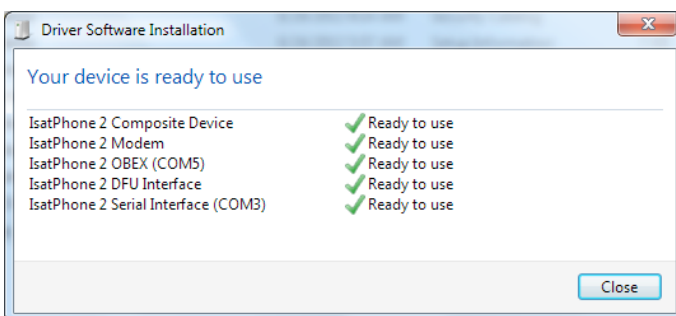 Driver Software Installation
Your device is ready to use
IsatPhone 2 Composite Device Ready to use
IsatPhone 2 Modem Ready to use
IsatPhone 2 OBEX (COM5) Ready to use
IsatPhone 2 DFU Interface Ready to use
IsatPhone 2 Serial Interface (COM3) Ready to use
Close